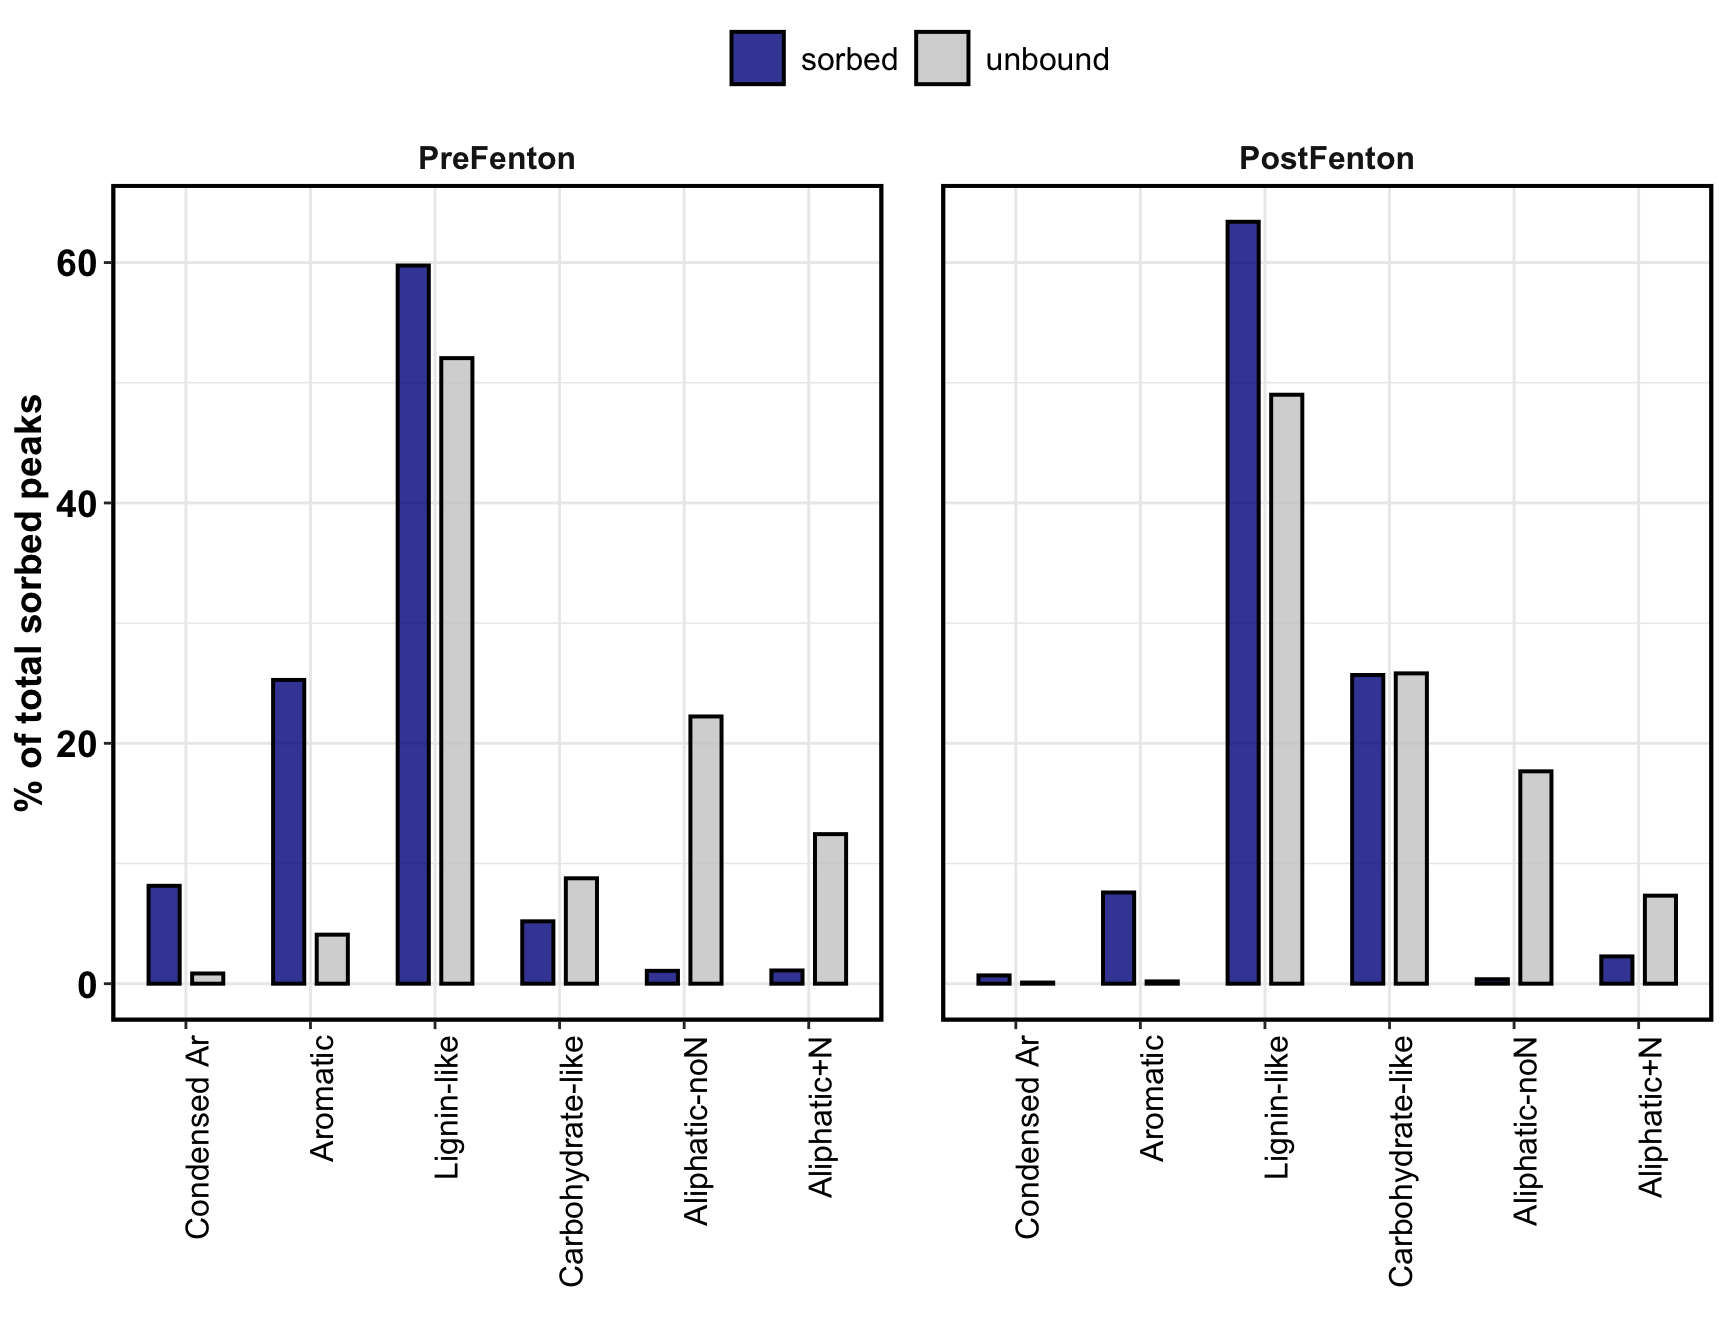 sorbed unbound
PreFenton PostFenton
% of total sorbed peaks
60
40
20
0
Condensed Ar
Aromatic
Lignin-like
Carbohydrate-like
Aliphatic-noN
Aliphatic+N
Condensed Ar
Aromatic
Lignin-like
Carbohydrate-like
Aliphatic-noN
Aliphatic+N